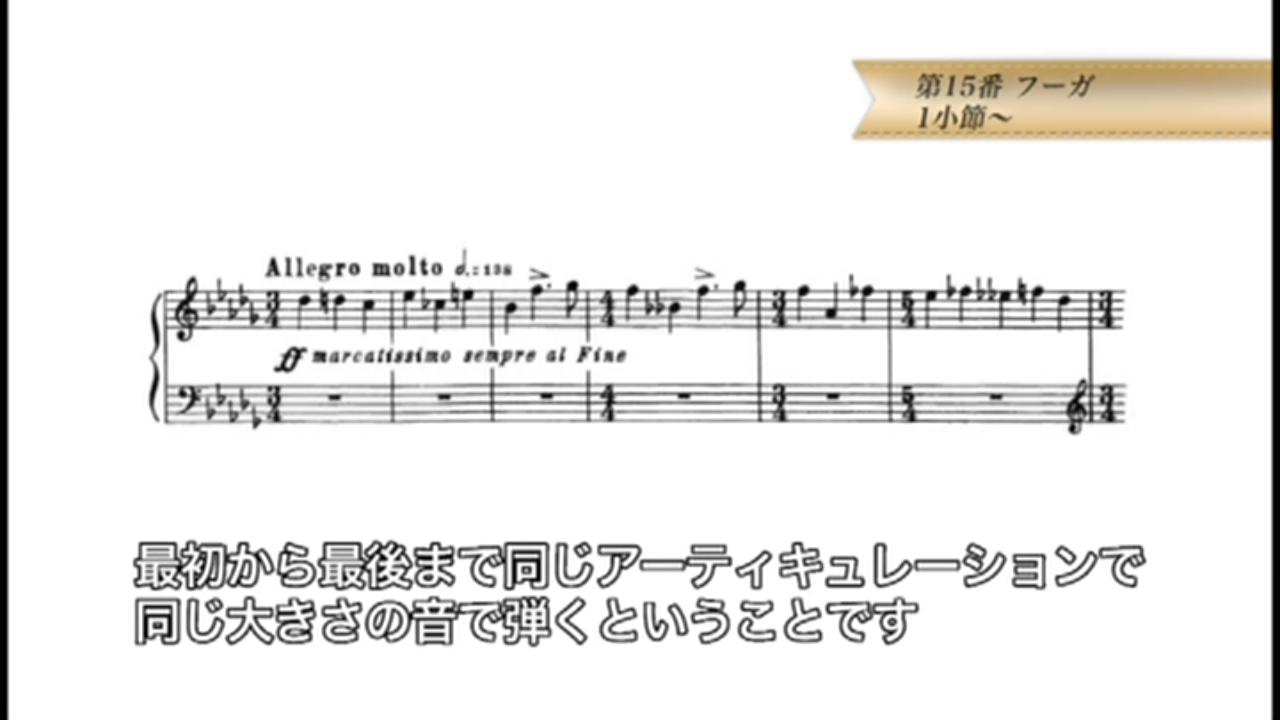 第15番 フーガ
1小節～
Allegro molto 𝅗𝅥.=138
ff marcatissimo sempre al Fine
最初から最後まで同じアーティキュレーションで
同じ大きさの音で弾くということです